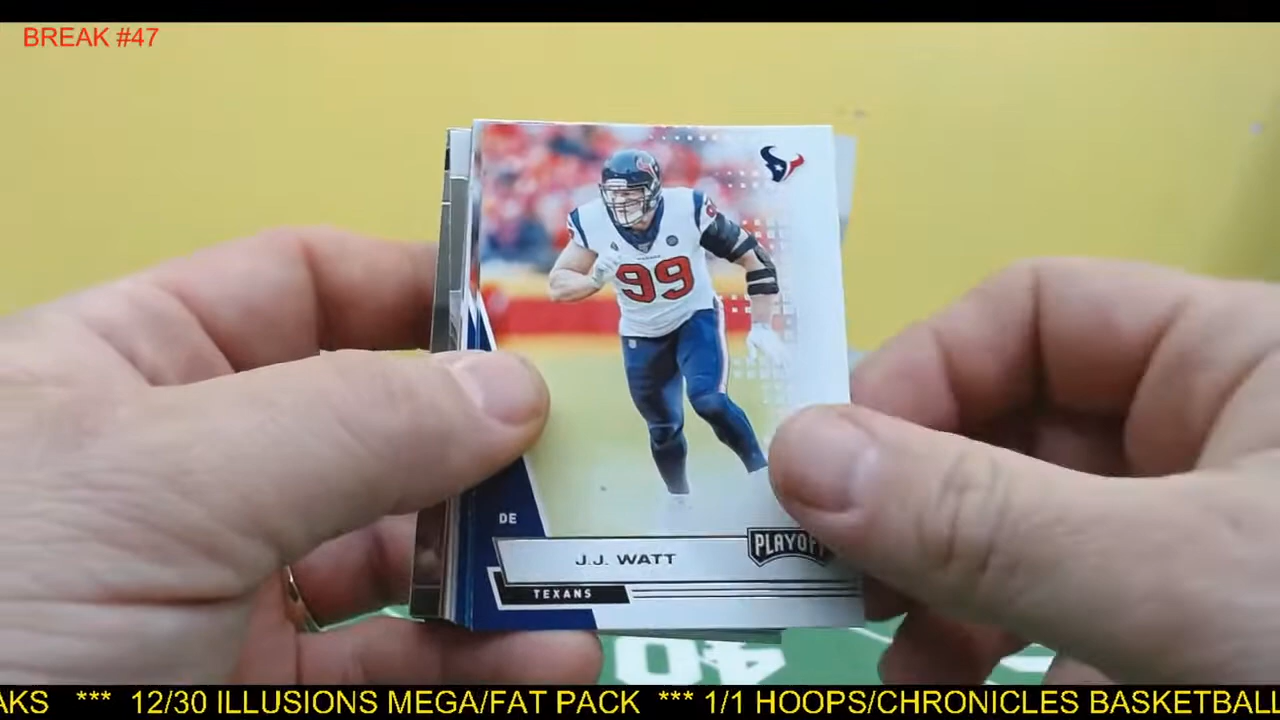 BREAK #47
99
DE
J.J. WATT
PLAYOFF
TEXANS
40
AKS *** 12/30 ILLUSIONS MEGA/FAT PACK *** 1/1 HOOPS/CHRONICLES BASKETBALL